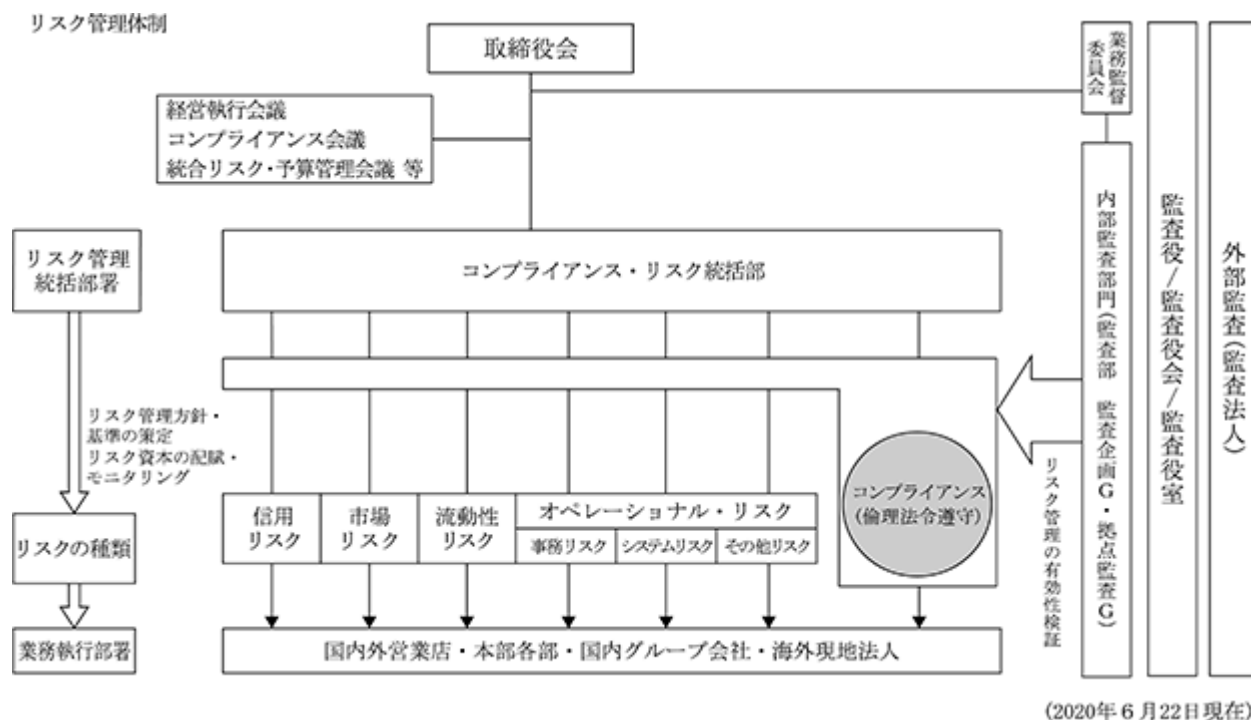 リスク管理体制
取締役会
業務監督
委員会
経営執行会議
コンプライアンス会議
統合リスク・予算管理会議 等
リスク管理
統括部署
コンプライアンス・リスク統括部
内部監査部門(監査部 監査企画G・拠点監査G)
監査役/監査役会/監査役室
外部監査(監査法人)
リスク管理方針・
基準の策定
リスク資本の配賦・
モニタリング
リスク管理の有効性検証
リスクの種類
信用
リスク
市場
リスク
流動性
リスク
オペレーショナル・リスク
事務リスク
システムリスク
その他リスク
コンプライアンス
(倫理法令遵守)
業務執行部署
国内外営業店・本部各部・国内グループ会社・海外現地法人
(2020年6月22日現在)